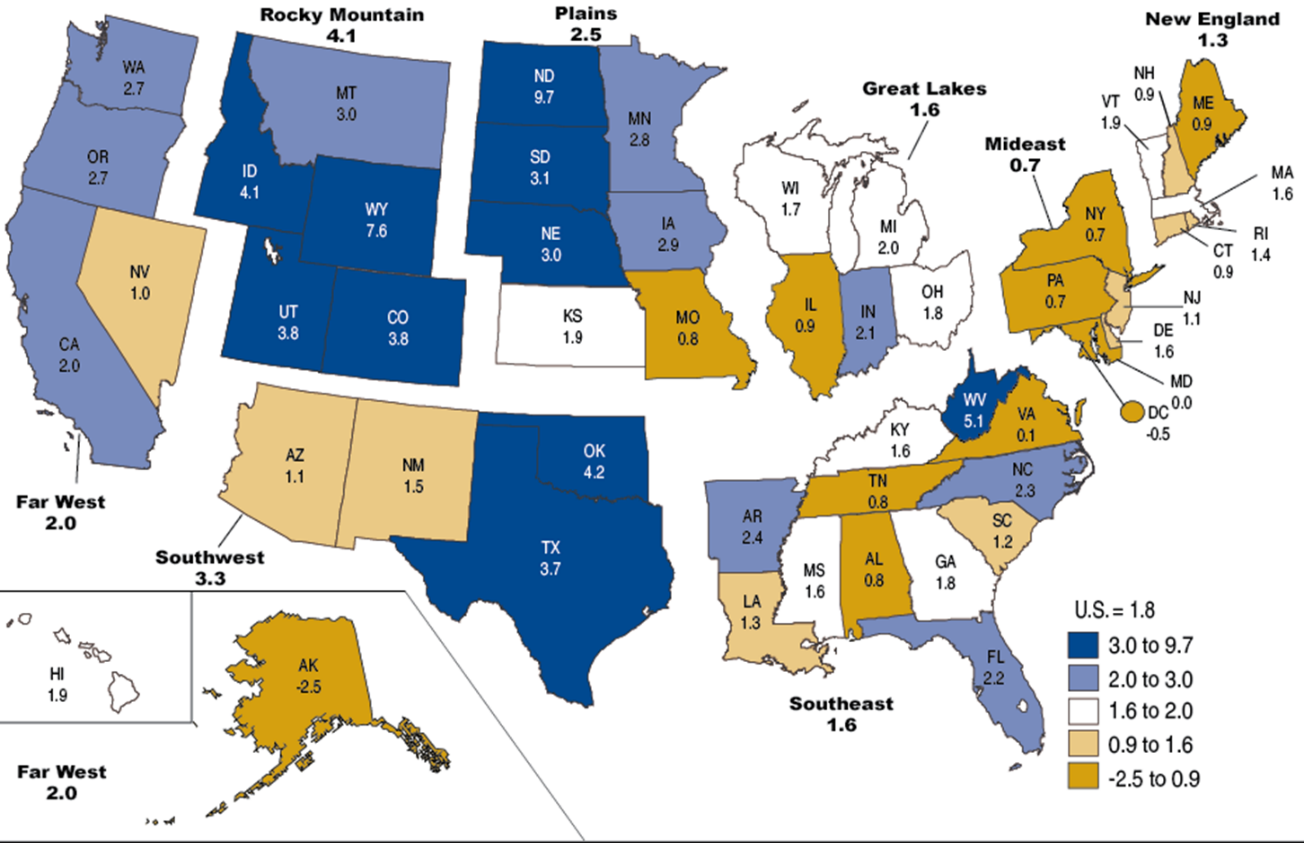 Rocky Mountain
4.1
Plains
2.5
New England
1.3
Great Lakes
1.6
Mideast
0.7
WA
2.7
OR
2.7
CA
2.0
NV
1.0
Far West
2.0
MT
3.0
ID
4.1
WY
7.6
UT
3.8
CO
3.8
ND
9.7
SD
3.1
NE
3.0
KS
1.9
MN
2.8
IA
2.9
MO
0.8
WI
1.7
MI
2.0
IL
0.9
IN
2.1
OH
1.8
NH
0.9
VT
1.9
ME
0.9
MA
1.6
RI
1.4
CT
0.9
NY
0.7
PA
0.7
NJ
1.1
DE
1.6
MD
0.0
DC
-0.5
AZ
1.1
NM
1.5
OK
4.2
TX
3.7
Southwest
3.3
WV
5.1
VA
0.1
KY
1.6
TN
0.8
NC
2.3
SC
1.2
AR
2.4
LA
1.3
MS
1.6
AL
0.8
GA
1.8
FL
2.2
Southeast
1.6
HI
1.9
AK
-2.5
Far West
2.0
U.S. = 1.8
3.0 to 9.7
2.0 to 3.0
1.6 to 2.0
0.9 to 1.6
-2.5 to 0.9